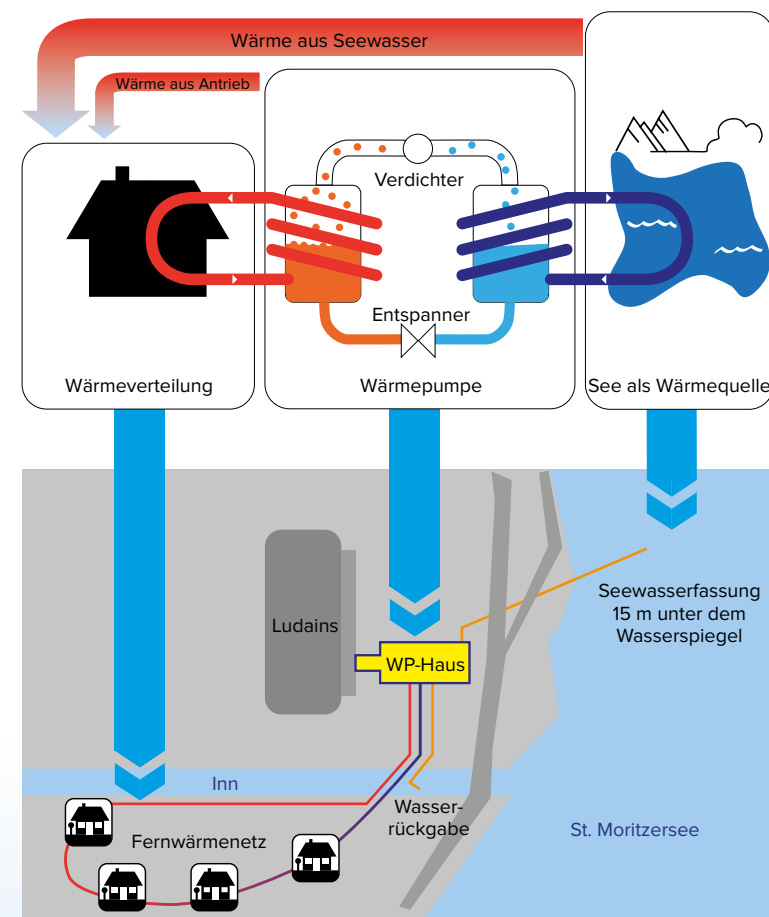 Wärme aus Seewasser
Wärme aus Antrieb
Verdichter
Entspanner
Wärmeverteilung
Wärmepumpe
See als Wärmequelle
Ludains
WP-Haus
Seewasserfassung
15 m unter dem
Wasserspiegel
Inn
Wasser-
rückgabe
Fernwärmenetz
St. Moritzersee